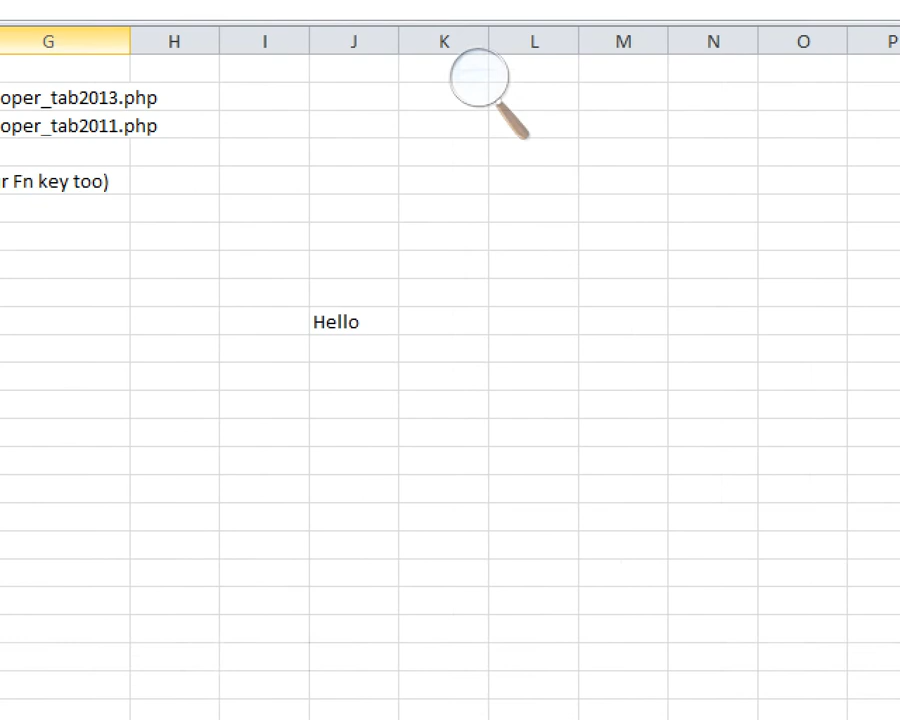 G H I J K L M N O P
oper_tab2013.php
oper_tab2011.php
r Fn key too)
Hello